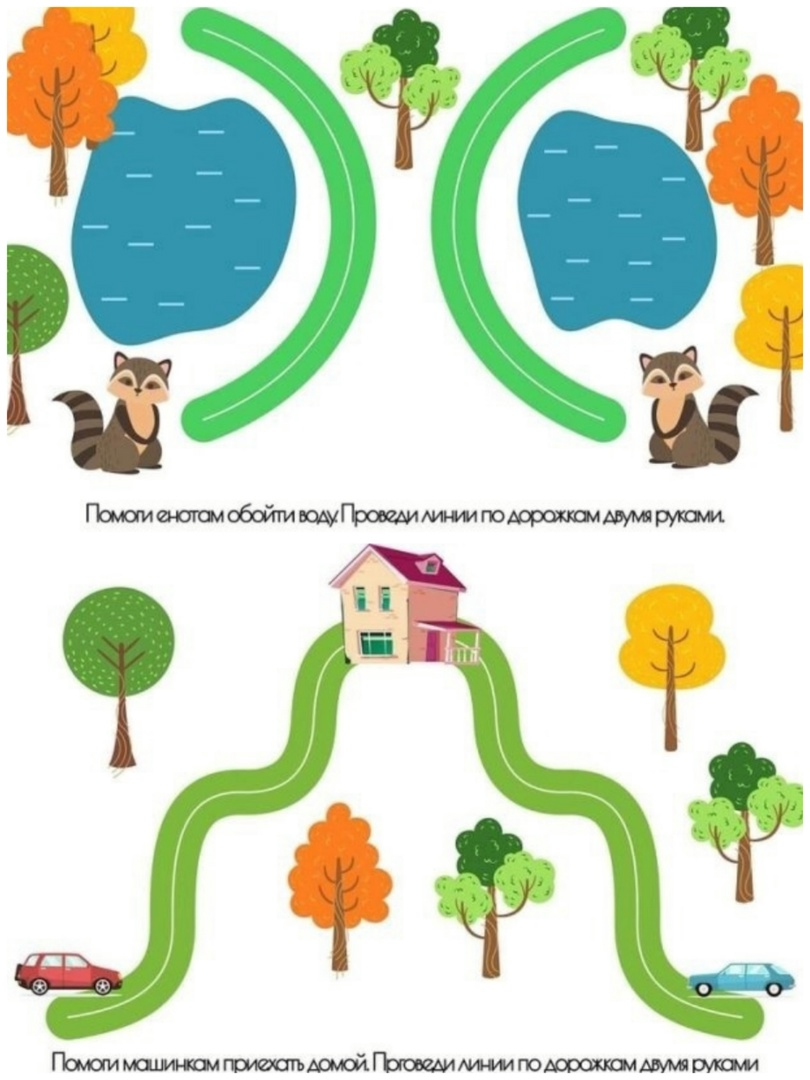 Помоги енотам обойти воду. Проведи линии по дорожкам двумя руками.
Помоги машинкам приехать домой. Прговеди линии по дорожкам двумя руками